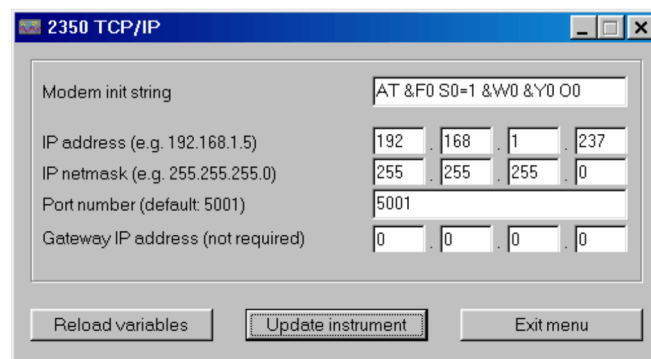 2350 TCP/IP
Modem init string AT &F0 S0=1 &W0 &Y0 O0
IP address (e.g. 192.168.1.5) 192 . 168 . 1 . 237
IP netmask (e.g. 255.255.255.0) 255 . 255 . 255 . 0
Port number (default: 5001) 5001
Gateway IP address (not required) 0 . 0 . 0 . 0
Reload variables Update instrument Exit menu